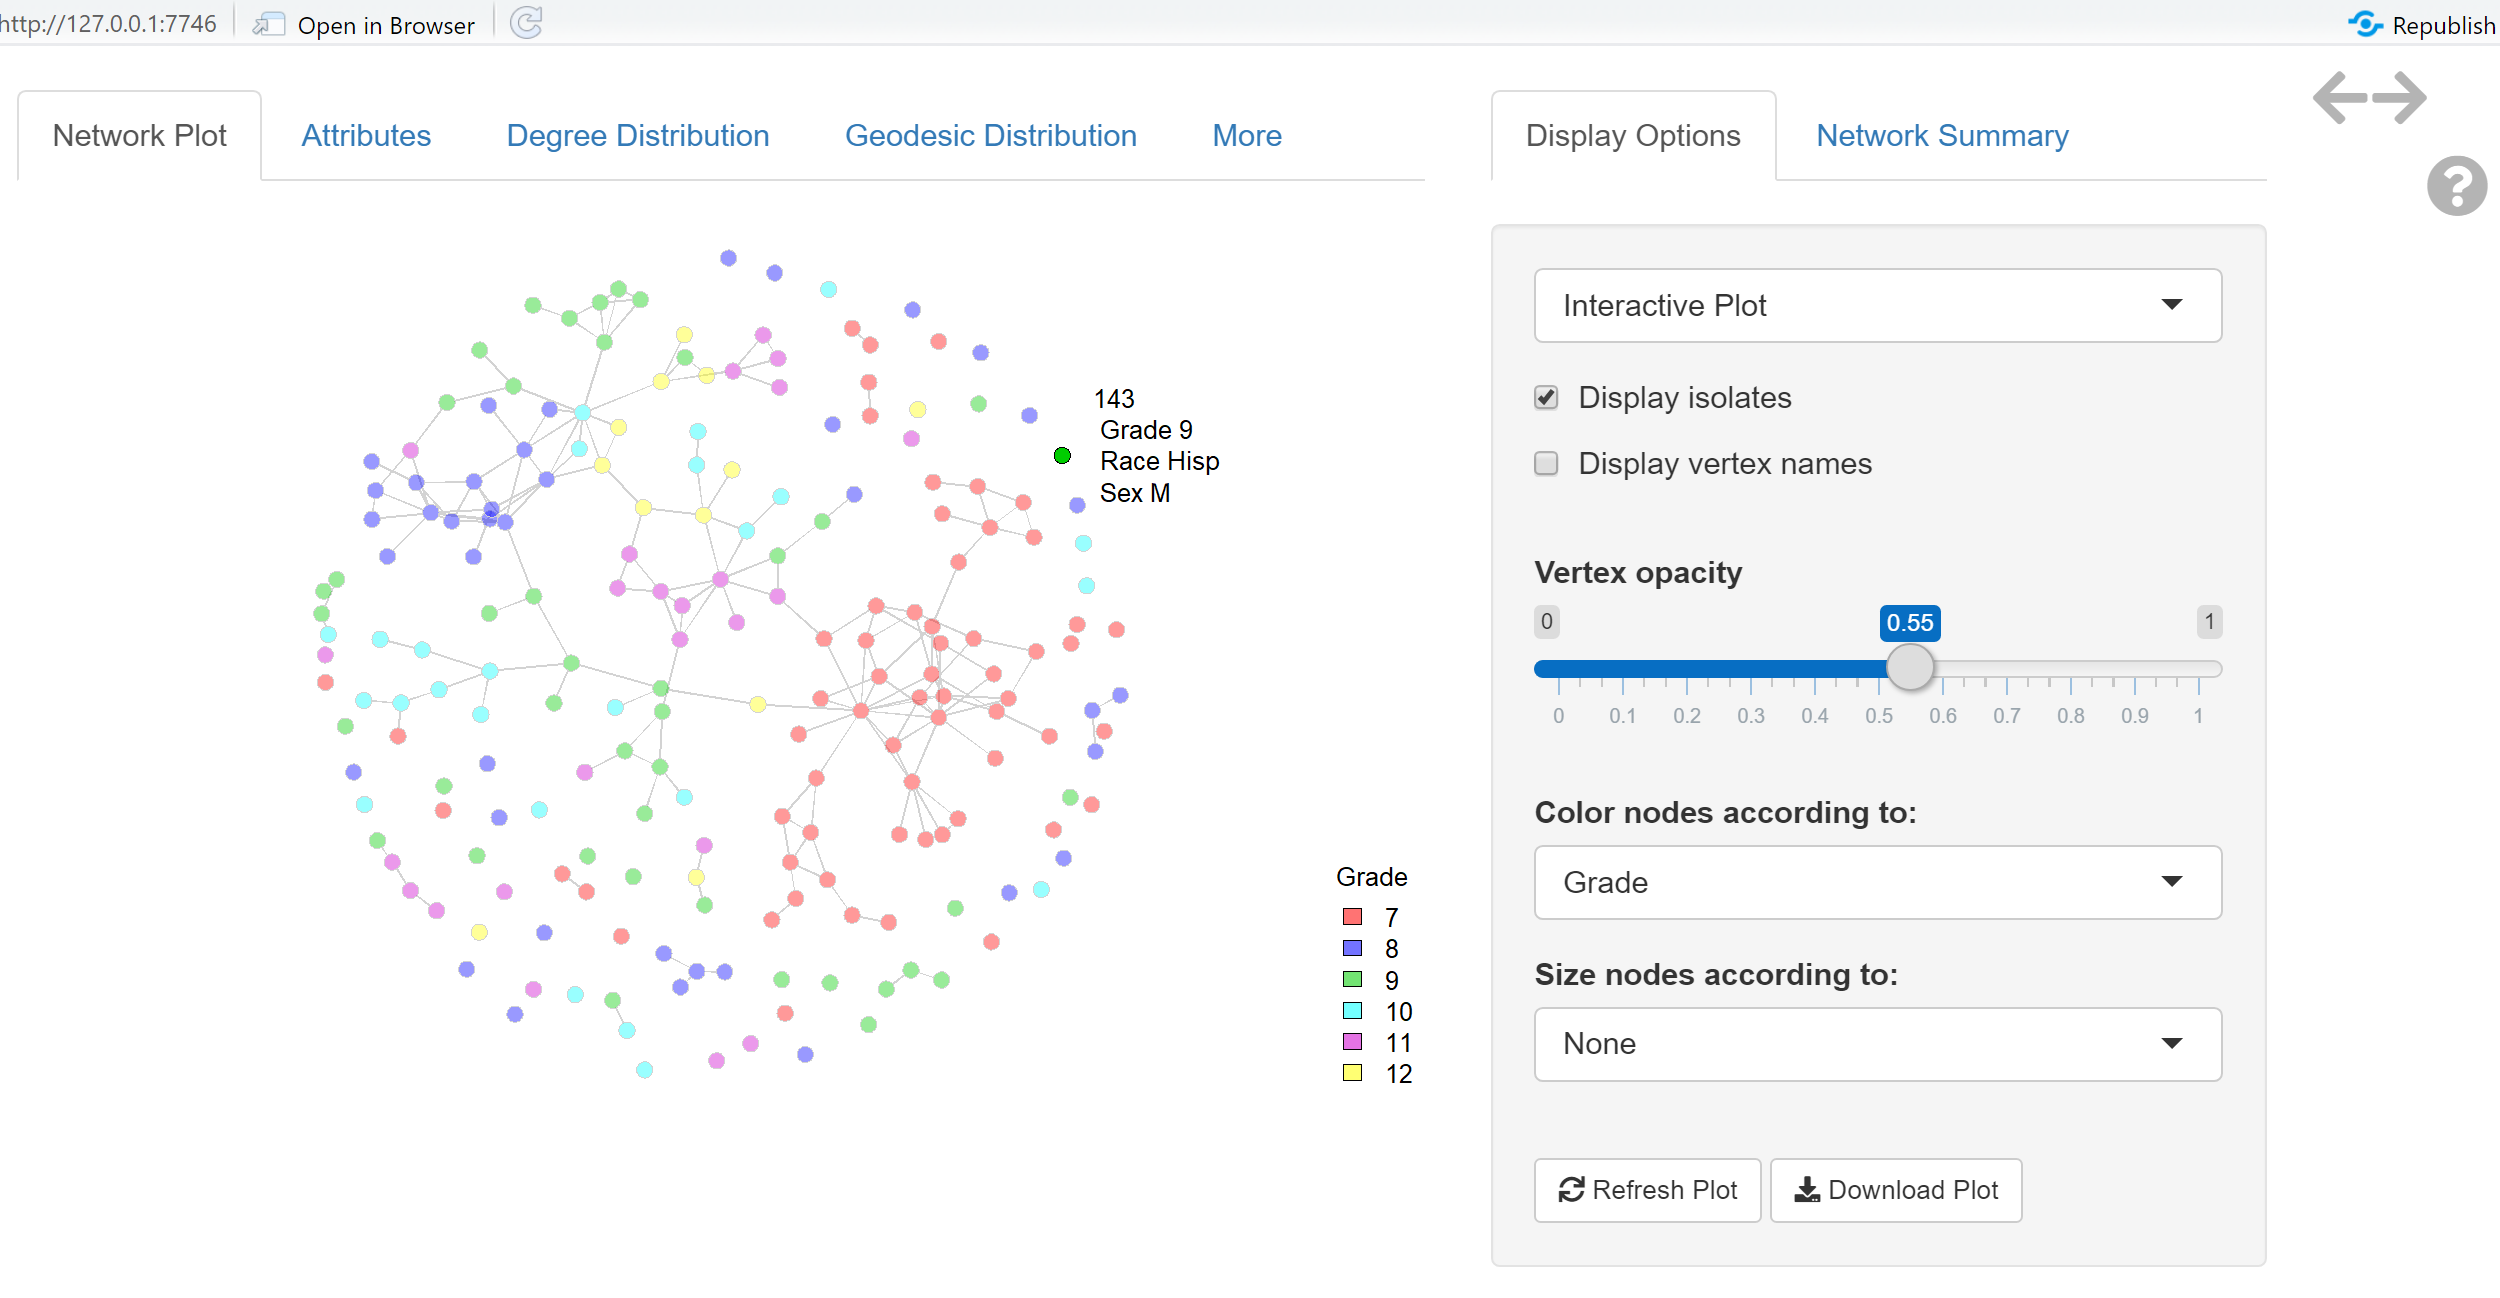 http://127.0.0.1:7746 Open in Browser Republish
Network Plot Attributes Degree Distribution Geodesic Distribution More
143
Grade 9
Race Hisp
Sex M
Grade
7
8
9
10
11
12
Display Options Network Summary
Interactive Plot
Display isolates
Display vertex names
Vertex opacity
0 0.55 1
0 0.1 0.2 0.3 0.4 0.5 0.6 0.7 0.8 0.9 1
Color nodes according to:
Grade
Size nodes according to:
None
Refresh Plot Download Plot